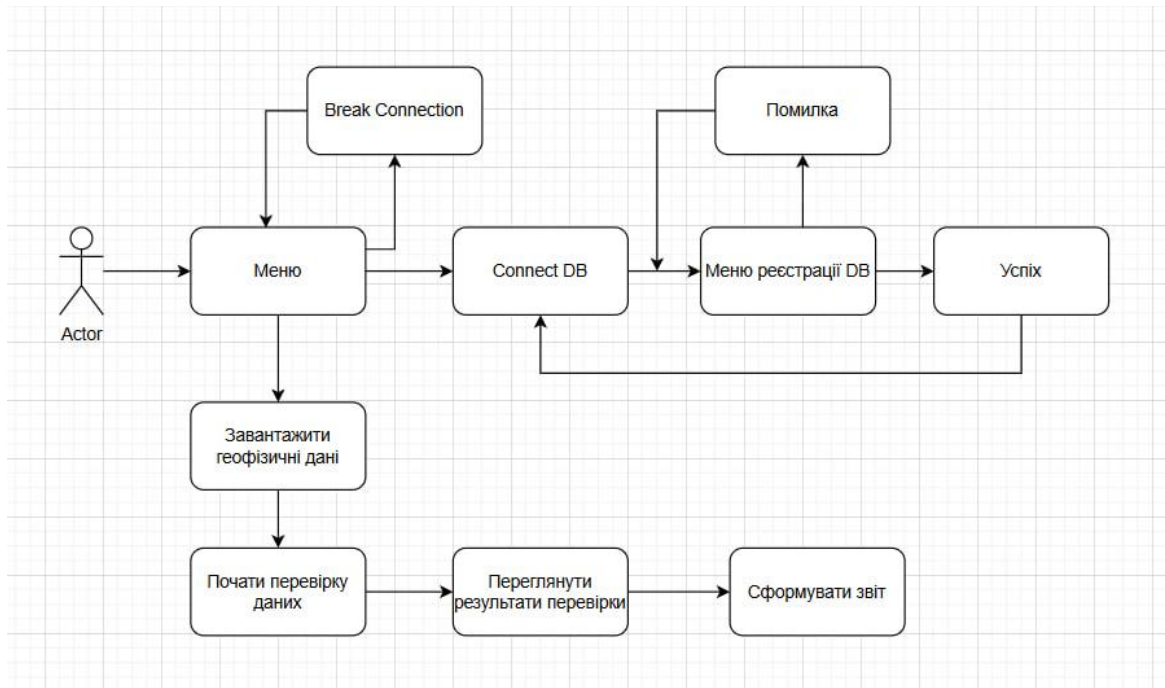 Break Connection
Помилка
Actor
Меню
Connect DB
Меню реєстрації DB
Успіх
Завантажити
геофізичні дані
Почати перевірку
даних
Переглянути
результати перевірки
Сформувати звіт